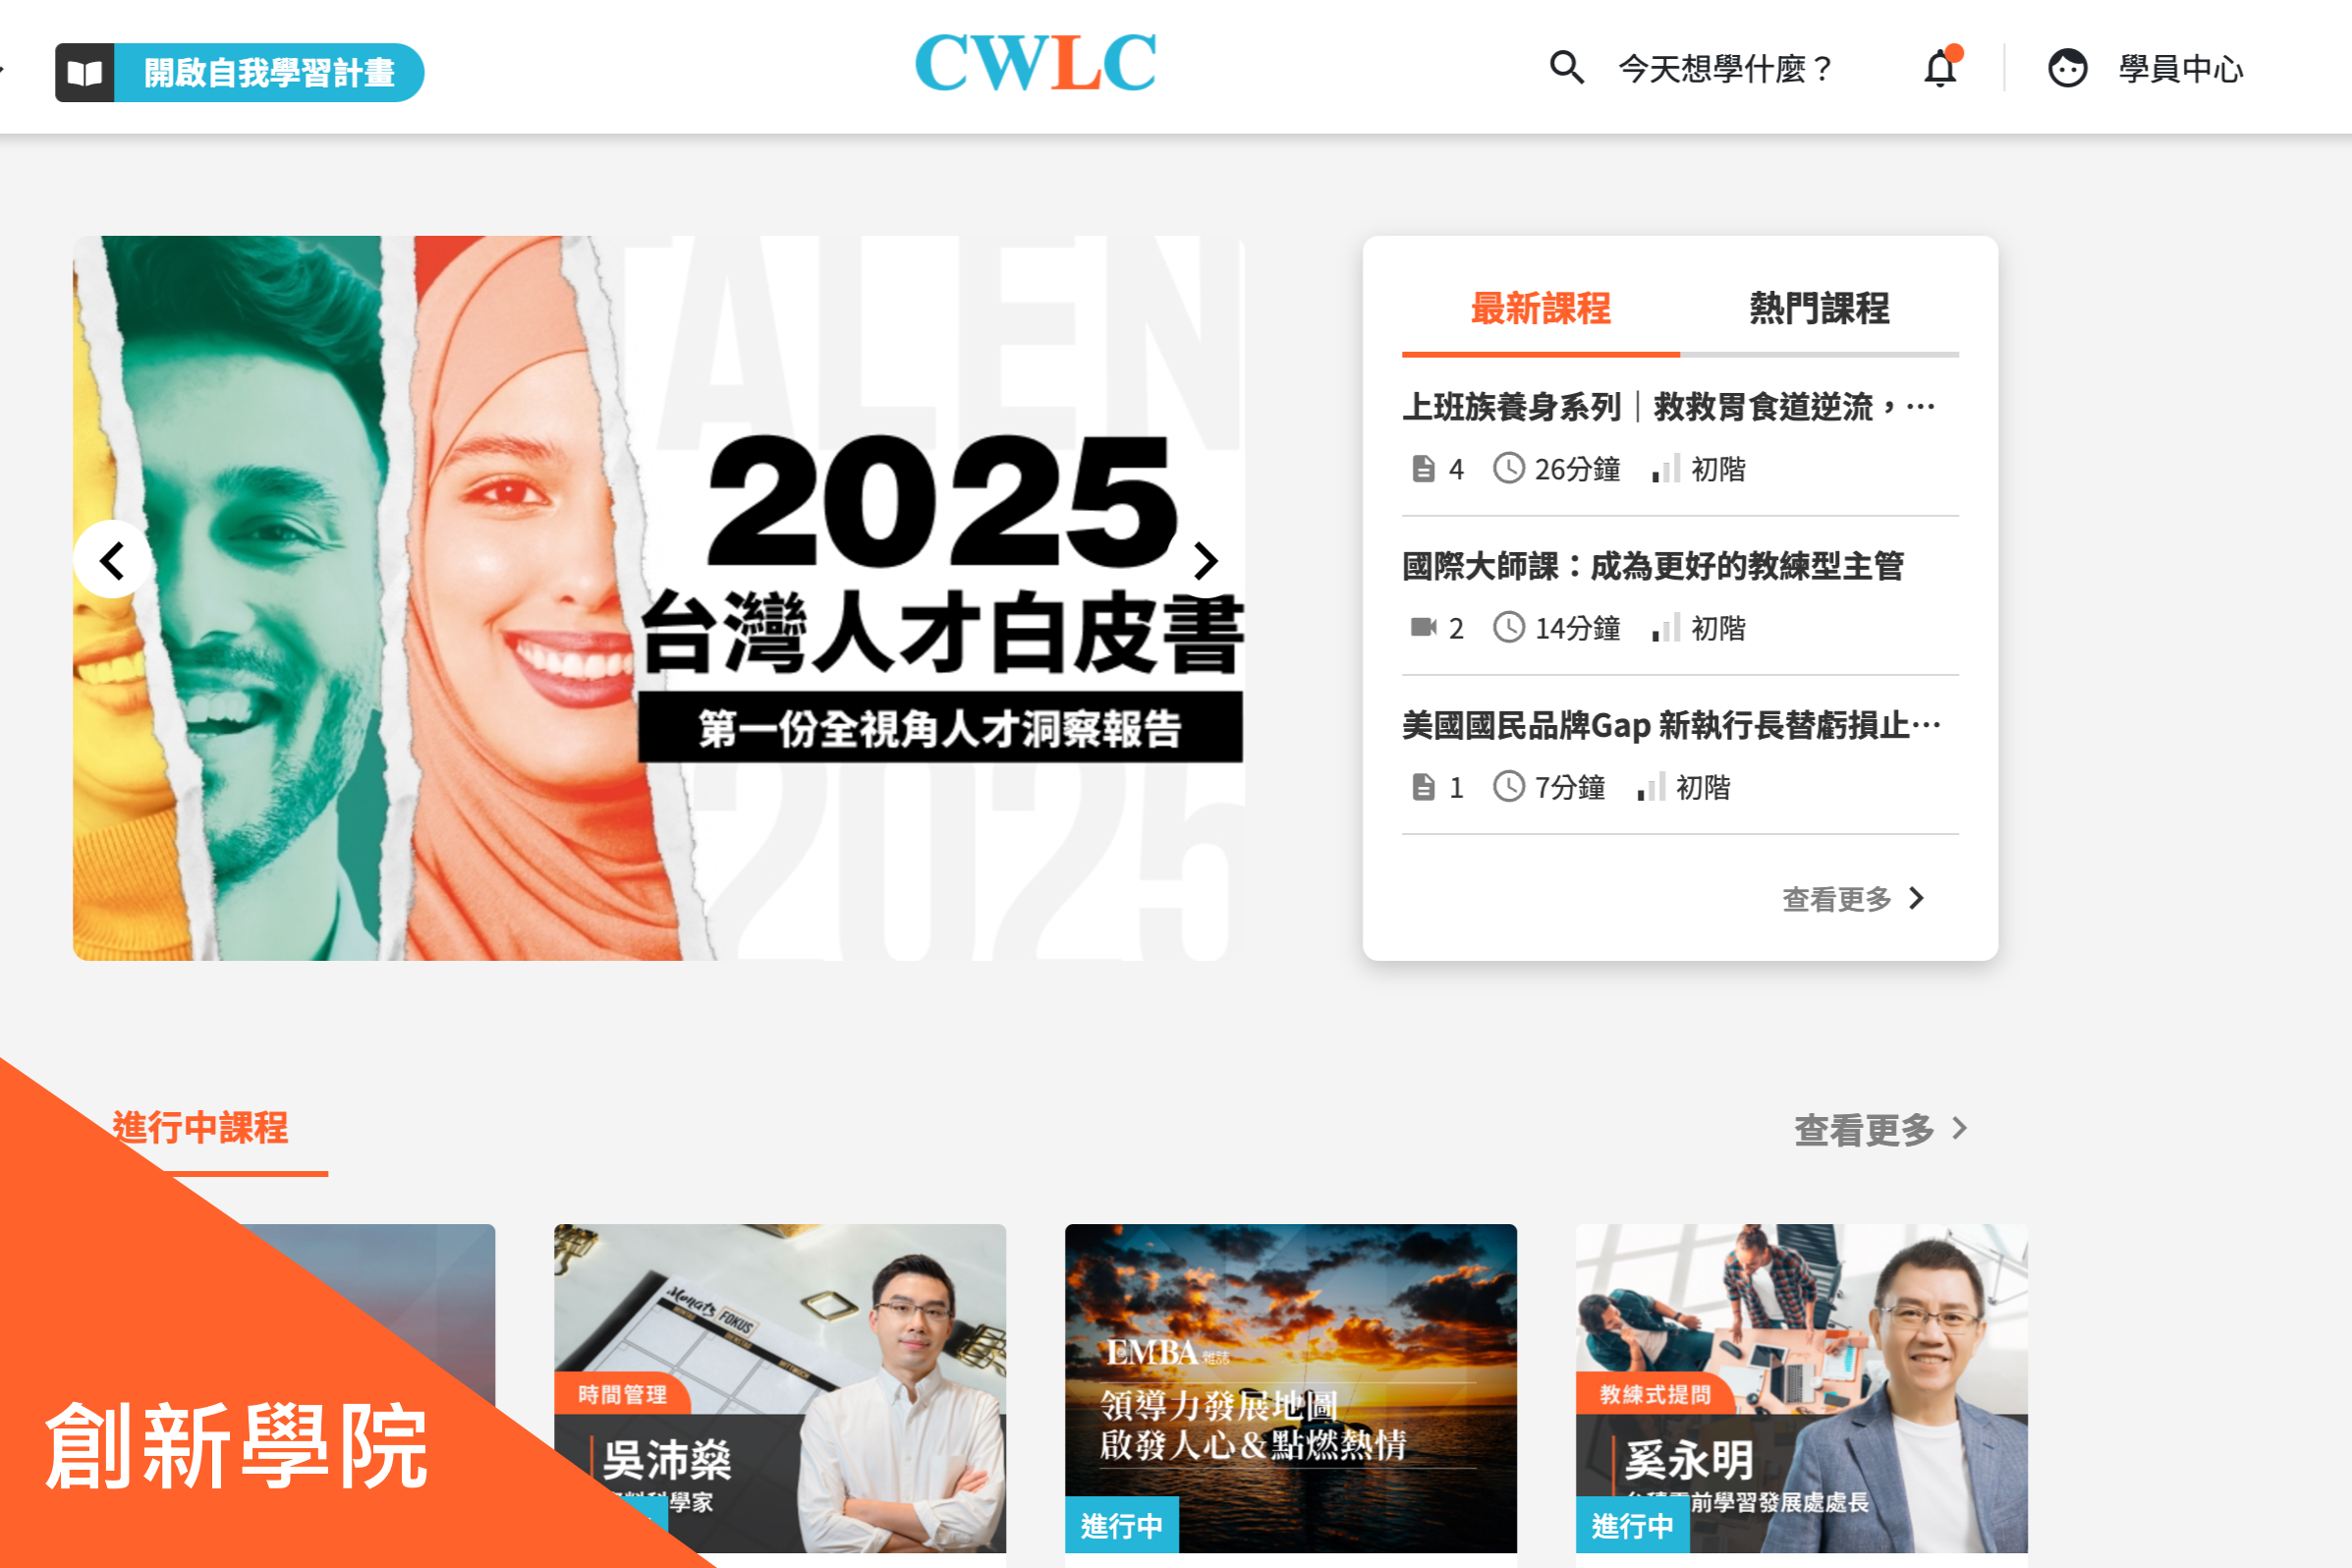 開啟自我學習計畫
CWLC
今天想學什麼？
學員中心
TALEN
2025
台灣人才白皮書
第一份全視角人才洞察報告
2025
最新課程
熱門課程
上班族養身系列｜救救胃食道逆流，…
4 26分鐘 初階
國際大師課：成為更好的教練型主管
2 14分鐘 初階
美國國民品牌Gap 新執行長替虧損止…
1 7分鐘 初階
查看更多
進行中課程
查看更多
Monats FOKUS
MONTAG DIENSTAG MITTWOCH
時間管理
吳沛燊
學家
EMBA 雜誌
領導力發展地圖
啟發人心&點燃熱情
進行中
教練式提問
奚永明
前學習發展處處長
進行中
創新學院